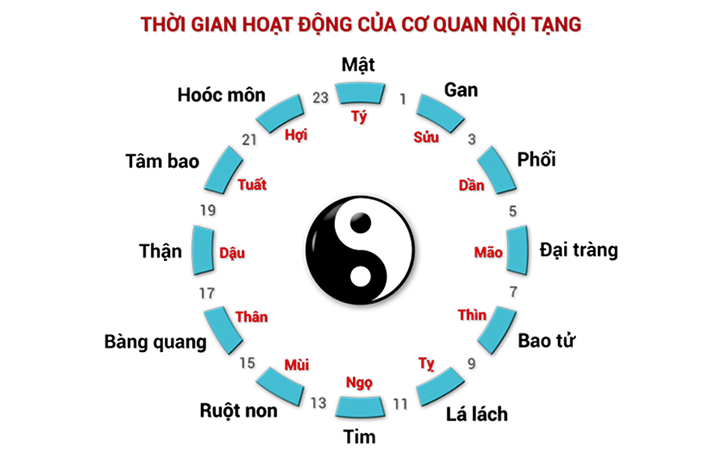 THỜI GIAN HOẠT ĐỘNG CỦA CƠ QUAN NỘI TẠNG
Mật
Tý
1
Gan
Sửu
3
Phổi
Dần
5
Đại tràng
Mão
7
Bao tử
Thìn
9
Lá lách
Tỵ
11
Tim
Ngọ
13
Ruột non
Mùi
15
Bàng quang
Thân
17
Thận
Dậu
19
Tâm bao
Tuất
21
Hoóc môn
Hợi
23